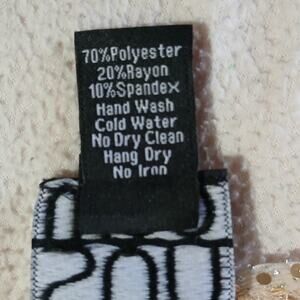 70%Polyester
20%Rayon
10%Spandex
Hand Wash
Cold Water
No Dry Clean
Hang Dry
No Iron